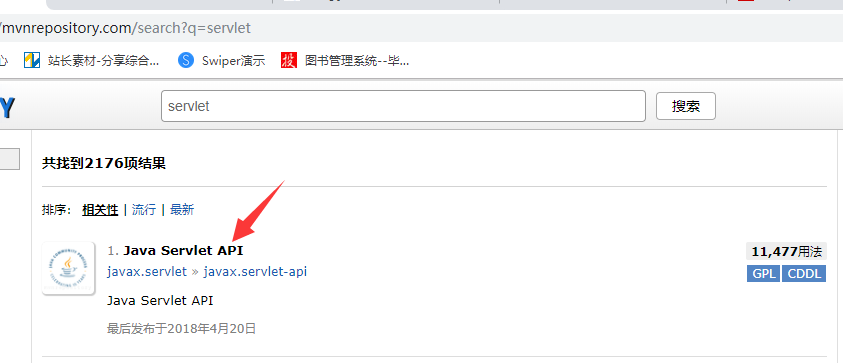 /mvnrepository.com/search?q=servlet
心 站长素材-分享综合... S Swiper演示 投 图书管理系统--毕...
Y servlet 搜索
共找到2176项结果
排序： 相关性 | 流行 | 最新
1. Java Servlet API 11,477用法
javax.servlet » javax.servlet-api GPL CDDL
Java Servlet API
最后发布于2018年4月20日